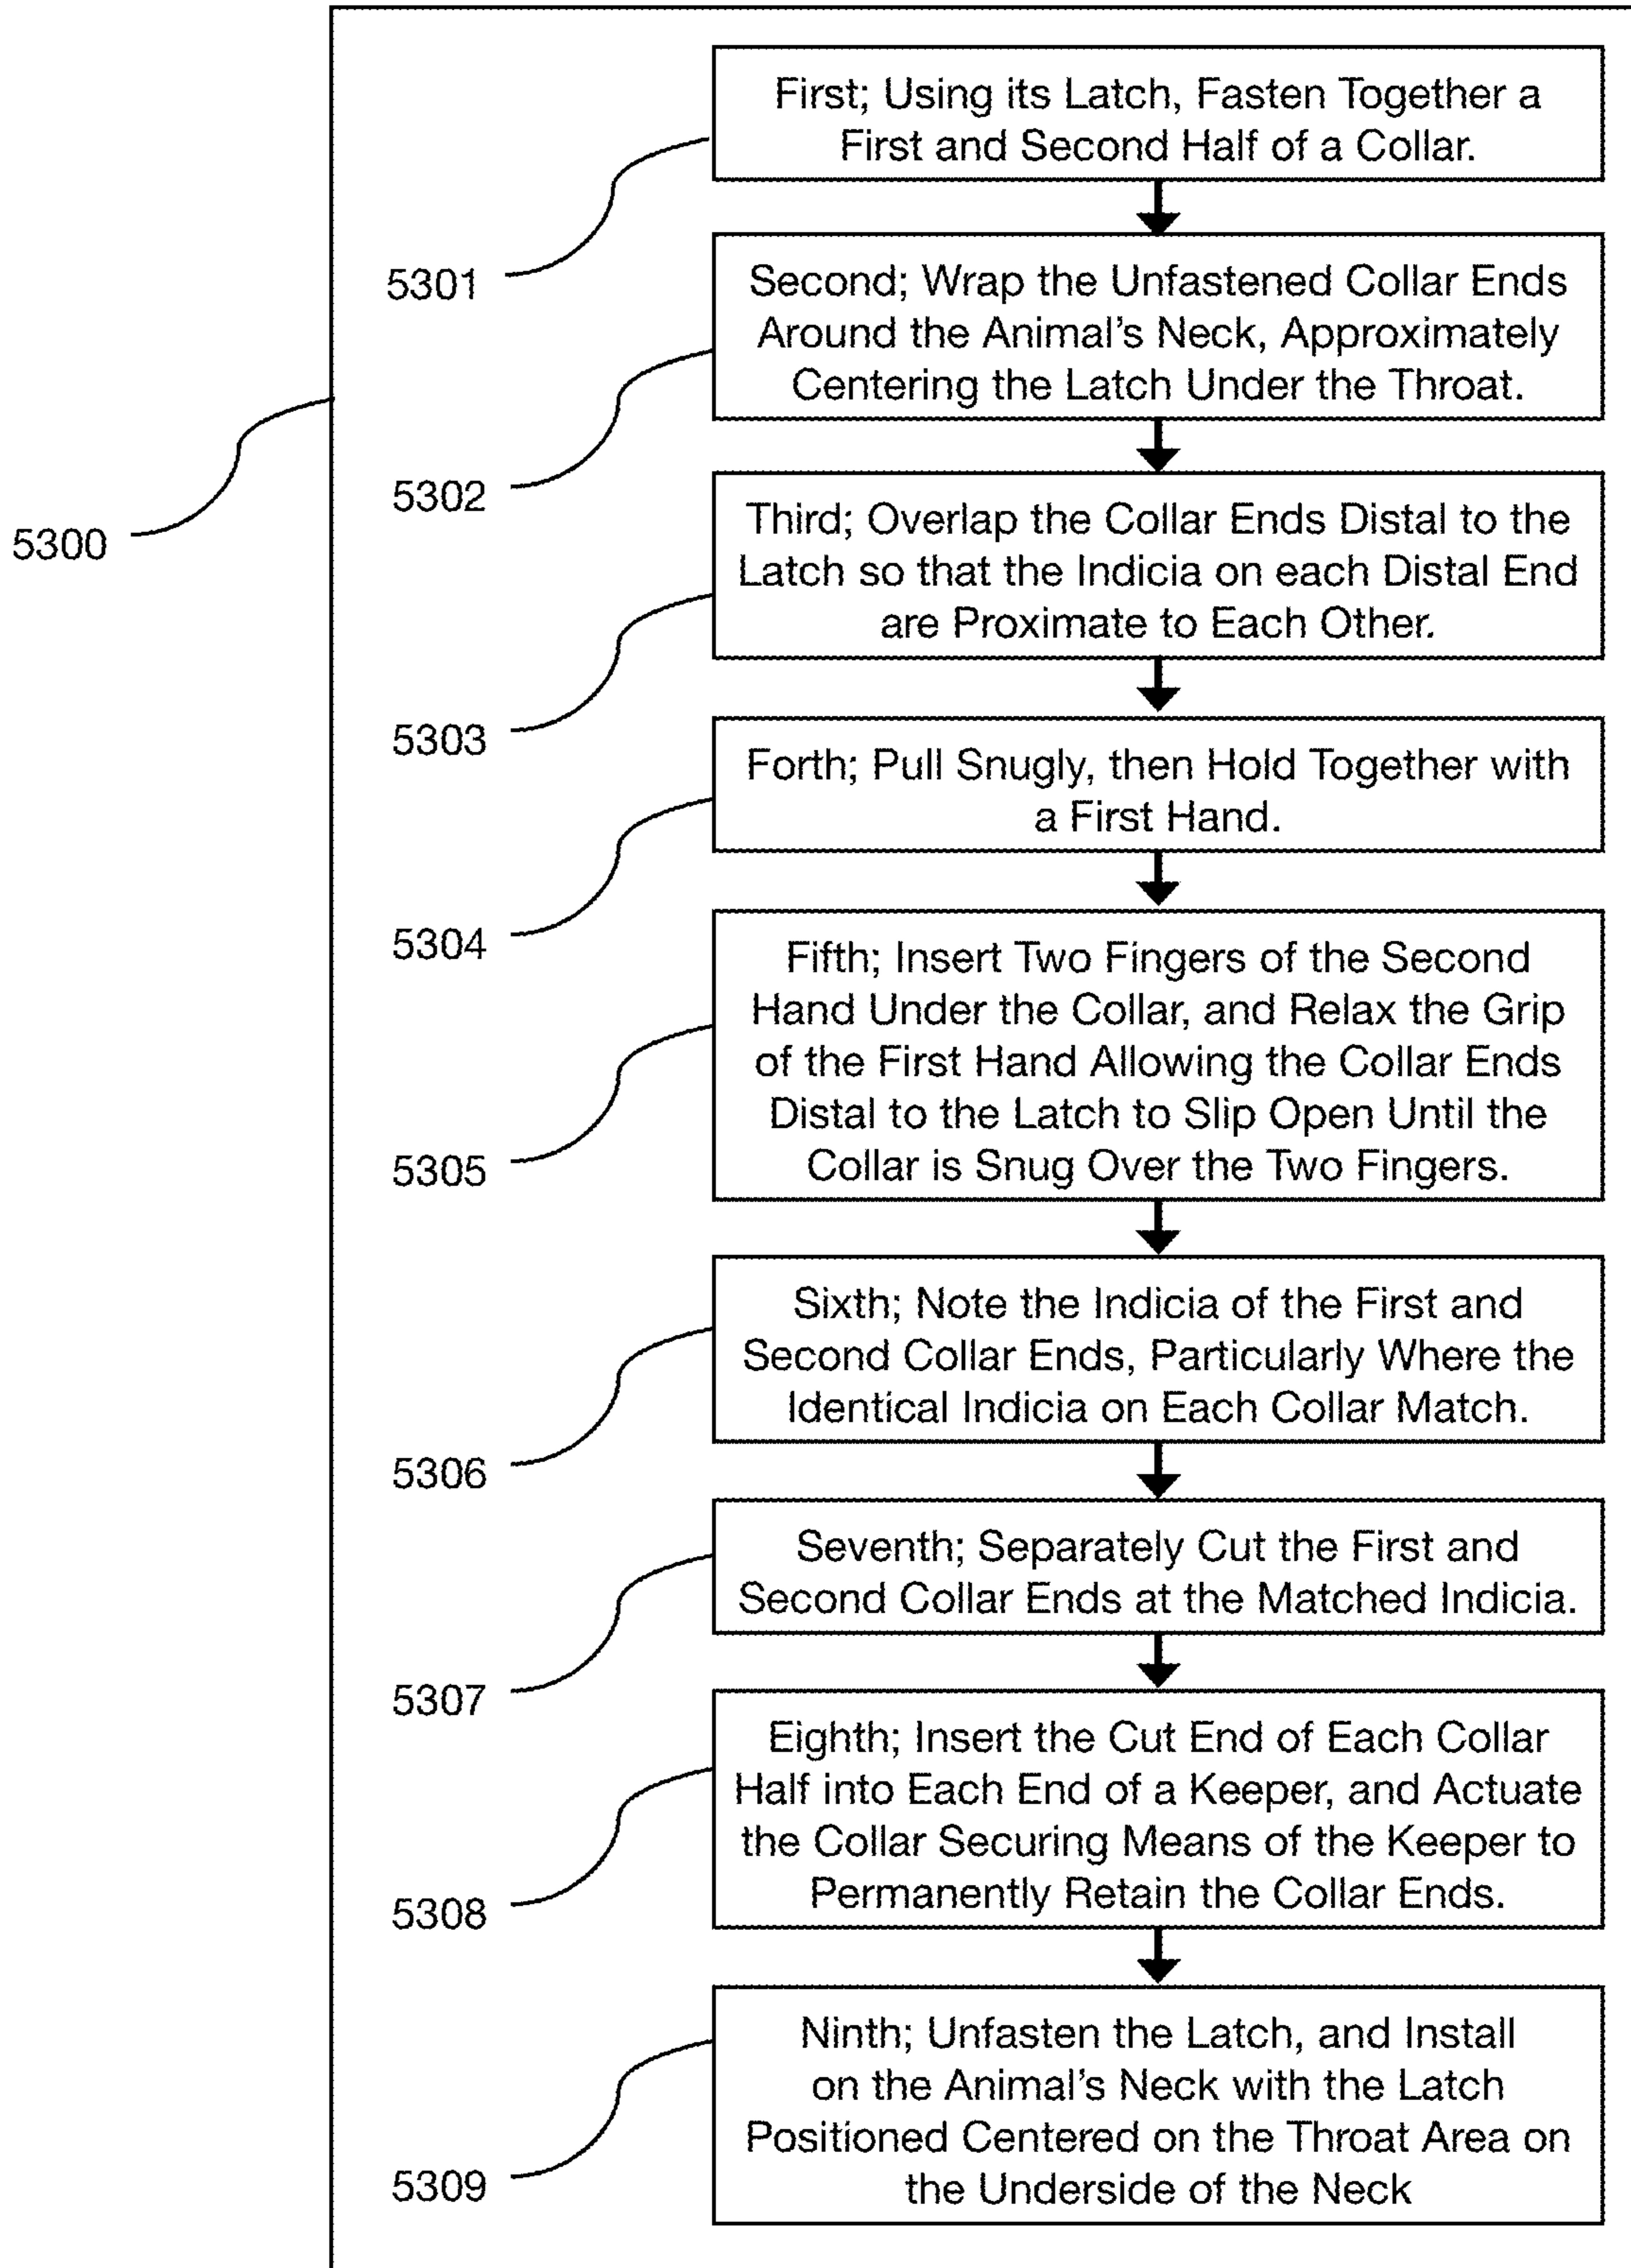 First; Using its Latch, Fasten Together a
First and Second Half of a Collar.
5301
Second; Wrap the Unfastened Collar Ends
Around the Animal's Neck, Approximately
Centering the Latch Under the Throat.
5302
5300
Third; Overlap the Collar Ends Distal to the
Latch so that the Indicia on each Distal End
are Proximate to Each Other.
5303
Forth; Pull Snugly, then Hold Together with
a First Hand.
5304
Fifth; Insert Two Fingers of the Second
Hand Under the Collar, and Relax the Grip
of the First Hand Allowing the Collar Ends
Distal to the Latch to Slip Open Until the
Collar is Snug Over the Two Fingers.
5305
Sixth; Note the Indicia of the First and
Second Collar Ends, Particularly Where the
Identical Indicia on Each Collar Match.
5306
Seventh; Separately Cut the First and
Second Collar Ends at the Matched Indicia.
5307
Eighth; Insert the Cut End of Each Collar
Half into Each End of a Keeper, and Actuate
the Collar Securing Means of the Keeper to
Permanently Retain the Collar Ends.
5308
Ninth; Unfasten the Latch, and Install
on the Animal's Neck with the Latch
Positioned Centered on the Throat Area on
the Underside of the Neck
5309